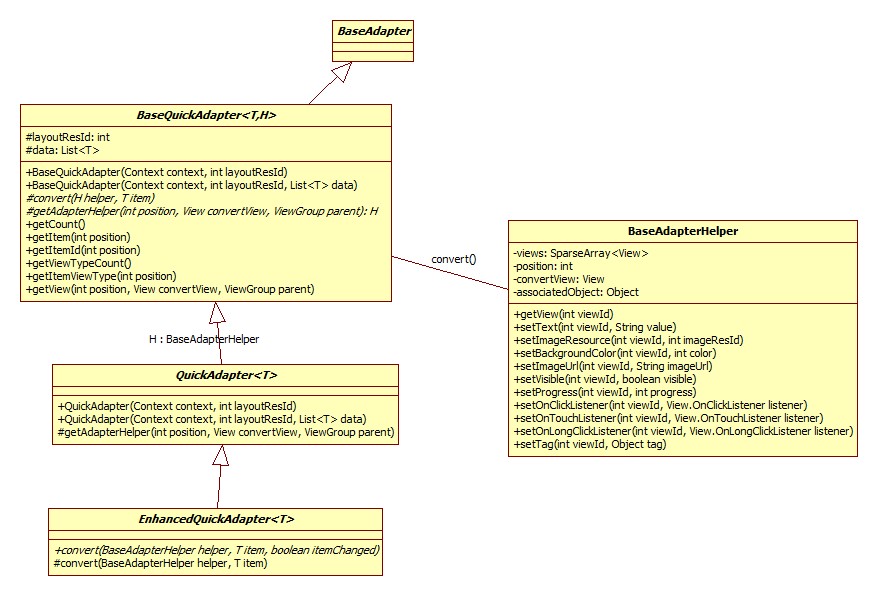 BaseAdapter
BaseQuickAdapter<T,H>
#layoutResId: int
#data: List<T>
+BaseQuickAdapter(Context context, int layoutResId)
+BaseQuickAdapter(Context context, int layoutResId, List<T> data)
#convert(H helper, T item)
#getAdapterHelper(int position, View convertView, ViewGroup parent): H
+getCount()
+getItem(int position)
+getItemId(int position)
+getViewTypeCount()
+getItemViewType(int position)
+getView(int position, View convertView, ViewGroup parent)
convert()
BaseAdapterHelper
-views: SparseArray<View>
-position: int
-convertView: View
-associatedObject: Object
+getView(int viewId)
+setText(int viewId, String value)
+setImageResource(int viewId, int imageResId)
+setBackgroundColor(int viewId, int color)
+setImageUrl(int viewId, String imageUrl)
+setVisible(int viewId, boolean visible)
+setProgress(int viewId, int progress)
+setOnClickListener(int viewId, View.OnClickListener listener)
+setOnTouchListener(int viewId, View.OnTouchListener listener)
+setOnLongClickListener(int viewId, View.OnLongClickListener listener)
+setTag(int viewId, Object tag)
H : BaseAdapterHelper
QuickAdapter<T>
+QuickAdapter(Context context, int layoutResId)
+QuickAdapter(Context context, int layoutResId, List<T> data)
#getAdapterHelper(int position, View convertView, ViewGroup parent)
EnhancedQuickAdapter<T>
+convert(BaseAdapterHelper helper, T item, boolean itemChanged)
#convert(BaseAdapterHelper helper, T item)